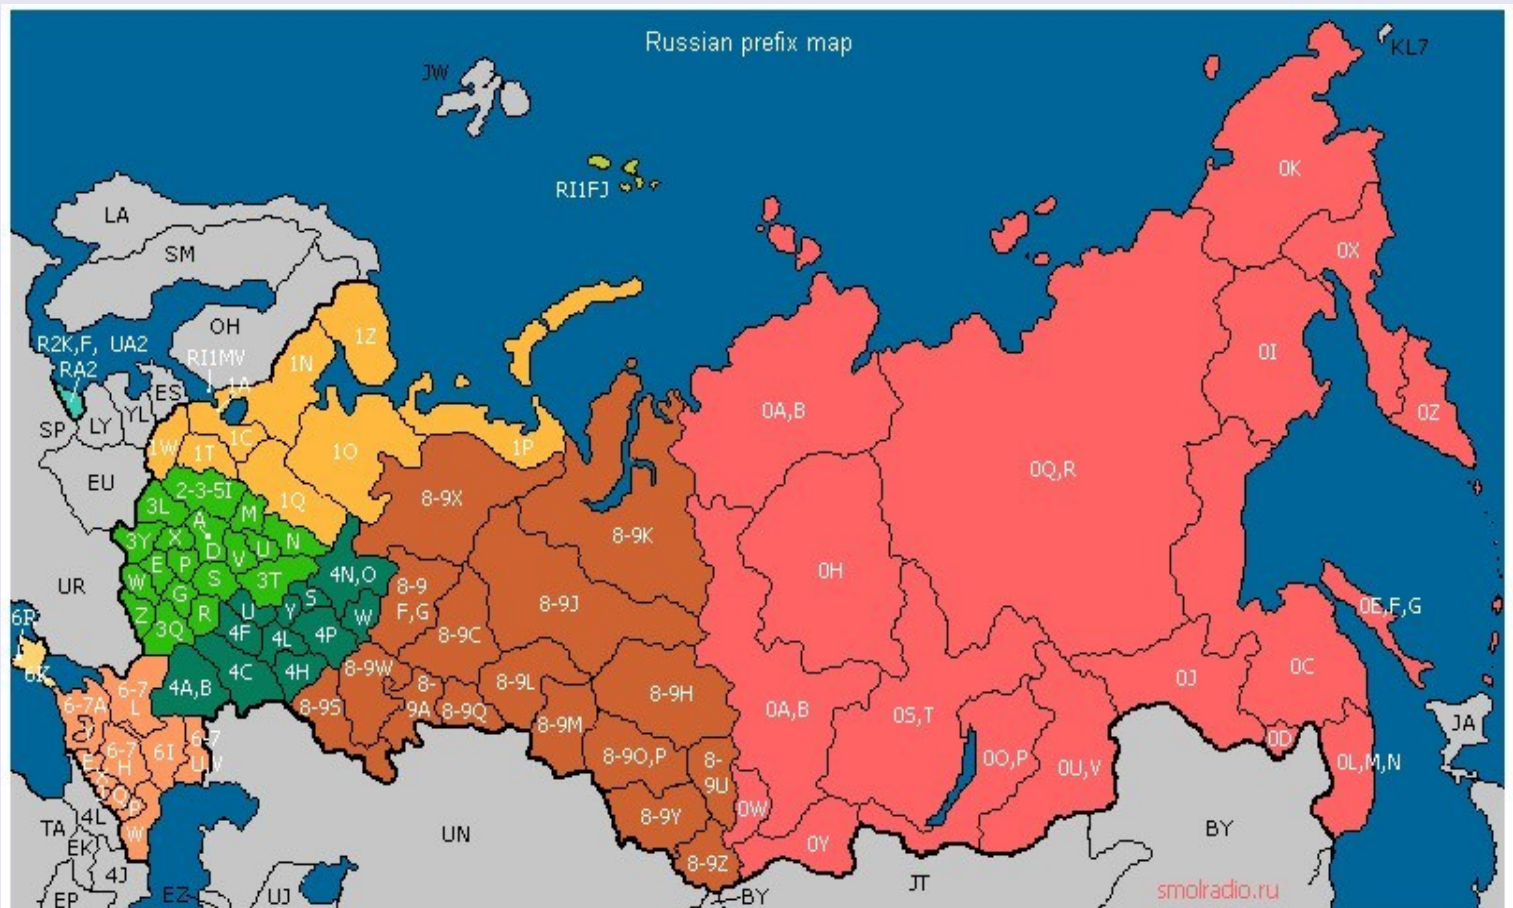 Russian prefix map
KL7
JW
RI1FJ
0K
LA
SM
0X
OH
1Z
R2K,F, UA2
RI1MV
RA2
1N
0I
1A
ES
YL
LY
SP
0A,B
0Z
1W
1T
1C
1O
1P
EU
2-3-5I
1Q
8-9X
0Q,R
3L
M
A
3Y
X
D
V
U
N
8-9K
E
P
W
S
3T
4N,O
0H
UR
8-9
F,G
G
Z
R
3Q
U
Y
S
W
8-9J
0E,F,G
4F
4L
4P
8-9C
6K
4C
4H
8-9W
0C
0J
4A,B
6-7
L
6-7A
8-9S
8-
9A
8-9Q
8-9L
8-9H
0A,B
0S,T
8-9M
JA
Y
6-7
H
6I
6-7
U,V
8-9O,P
8-
9U
0O,P
0U,V
0D
0L,M,N
E
X
J
Q
P
W
8-9Y
0W
0Y
BY
TA
4L
EK
4J
UN
8-9Z
JT
EP
EZ
UJ
BY
smolradio.ru